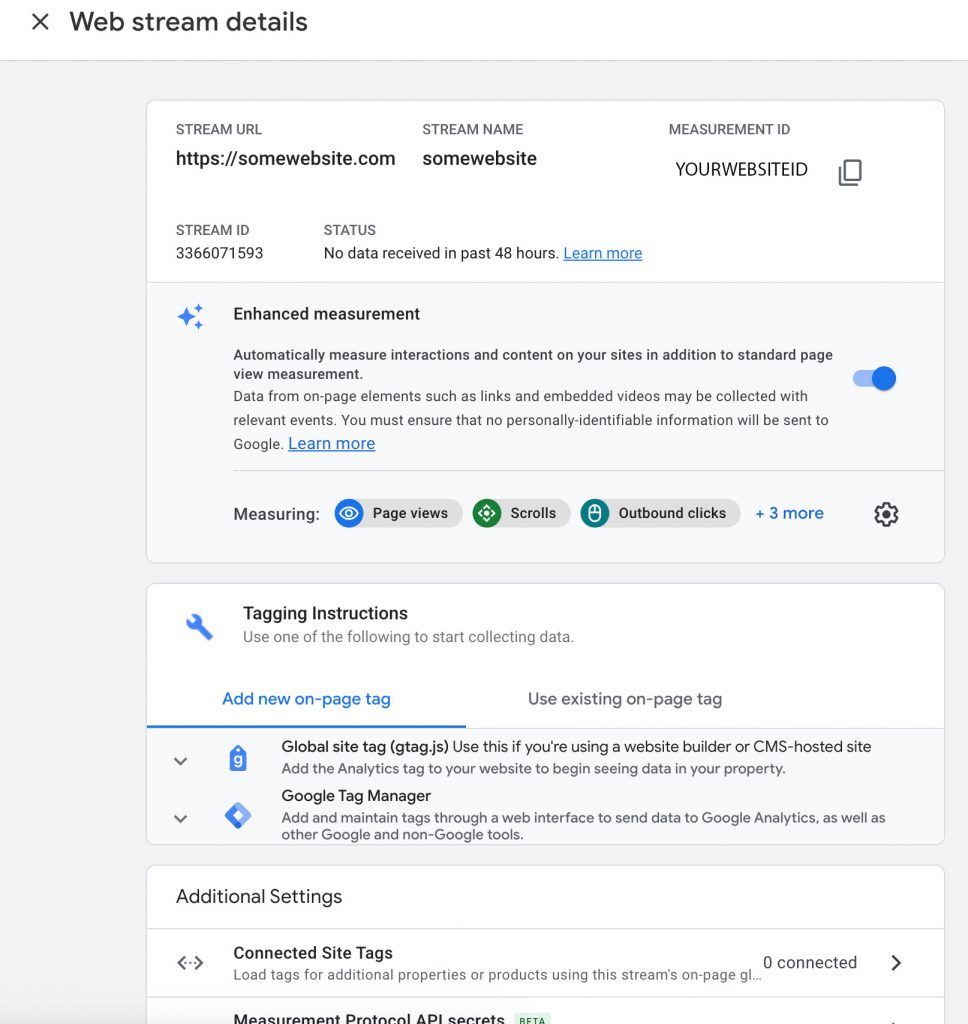 Web stream details
STREAM URL
STREAM NAME
MEASUREMENT ID
https://somewebsite.com
somewebsite
YOURWEBSITEID
STREAM ID
STATUS
3366071593
No data received in past 48 hours. Learn more
Enhanced measurement
Automatically measure interactions and content on your sites in addition to standard page
view measurement.
Data from on-page elements such as links and embedded videos may be collected with
relevant events. You must ensure that no personally-identifiable information will be sent to
Google. Learn more
Measuring: Page views Scrolls Outbound clicks + 3 more
Tagging Instructions
Use one of the following to start collecting data.
Add new on-page tag
Use existing on-page tag
g
Global site tag (gtag.js) Use this if you're using a website builder or CMS-hosted site
Add the Analytics tag to your website to begin seeing data in your property.
Google Tag Manager
Add and maintain tags through a web interface to send data to Google Analytics, as well as
other Google and non-Google tools.
Additional Settings
Connected Site Tags
Load tags for additional properties or products using this stream's on-page gl...
0 connected
Measurement Protocol API secrets BETA